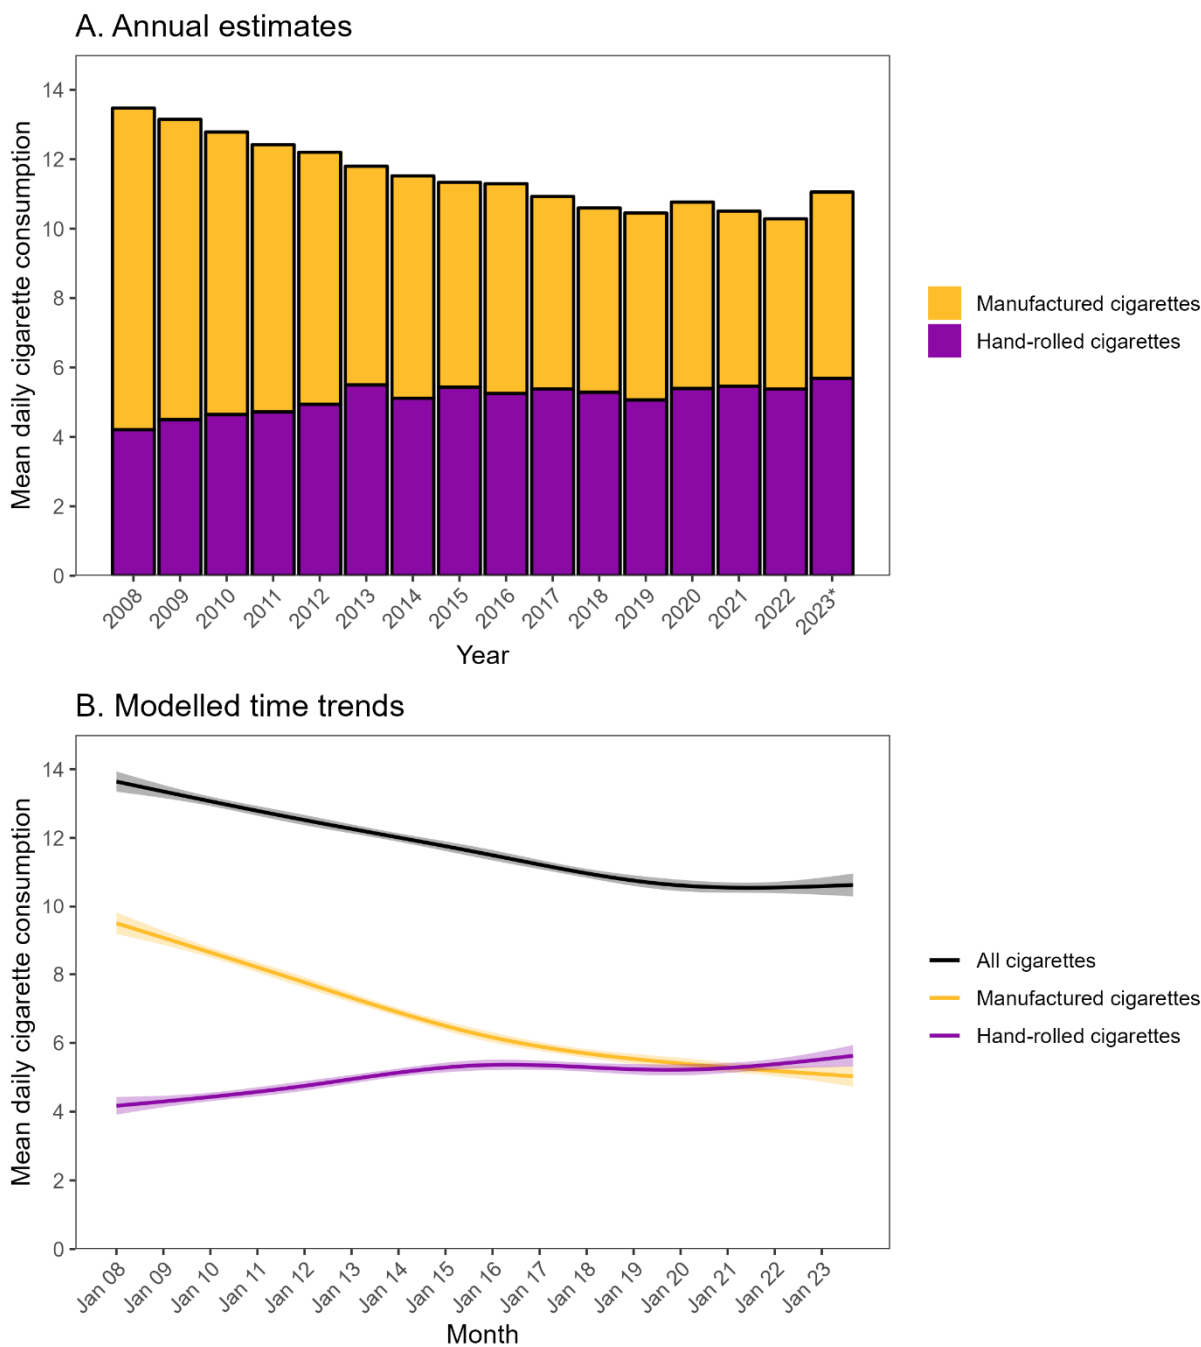 A. Annual estimates
Mean daily cigarette consumption
14
12
10
8
6
4
2
0
2008
2009
2010
2011
2012
2013
2014
2015
2016
2017
2018
2019
2020
2021
2022
2023*
Year
Manufactured cigarettes
Hand-rolled cigarettes
B. Modelled time trends
Mean daily cigarette consumption
14
12
10
8
6
4
2
0
Jan 08
Jan 09
Jan 10
Jan 11
Jan 12
Jan 13
Jan 14
Jan 15
Jan 16
Jan 17
Jan 18
Jan 19
Jan 20
Jan 21
Jan 22
Jan 23
Month
All cigarettes
Manufactured cigarettes
Hand-rolled cigarettes